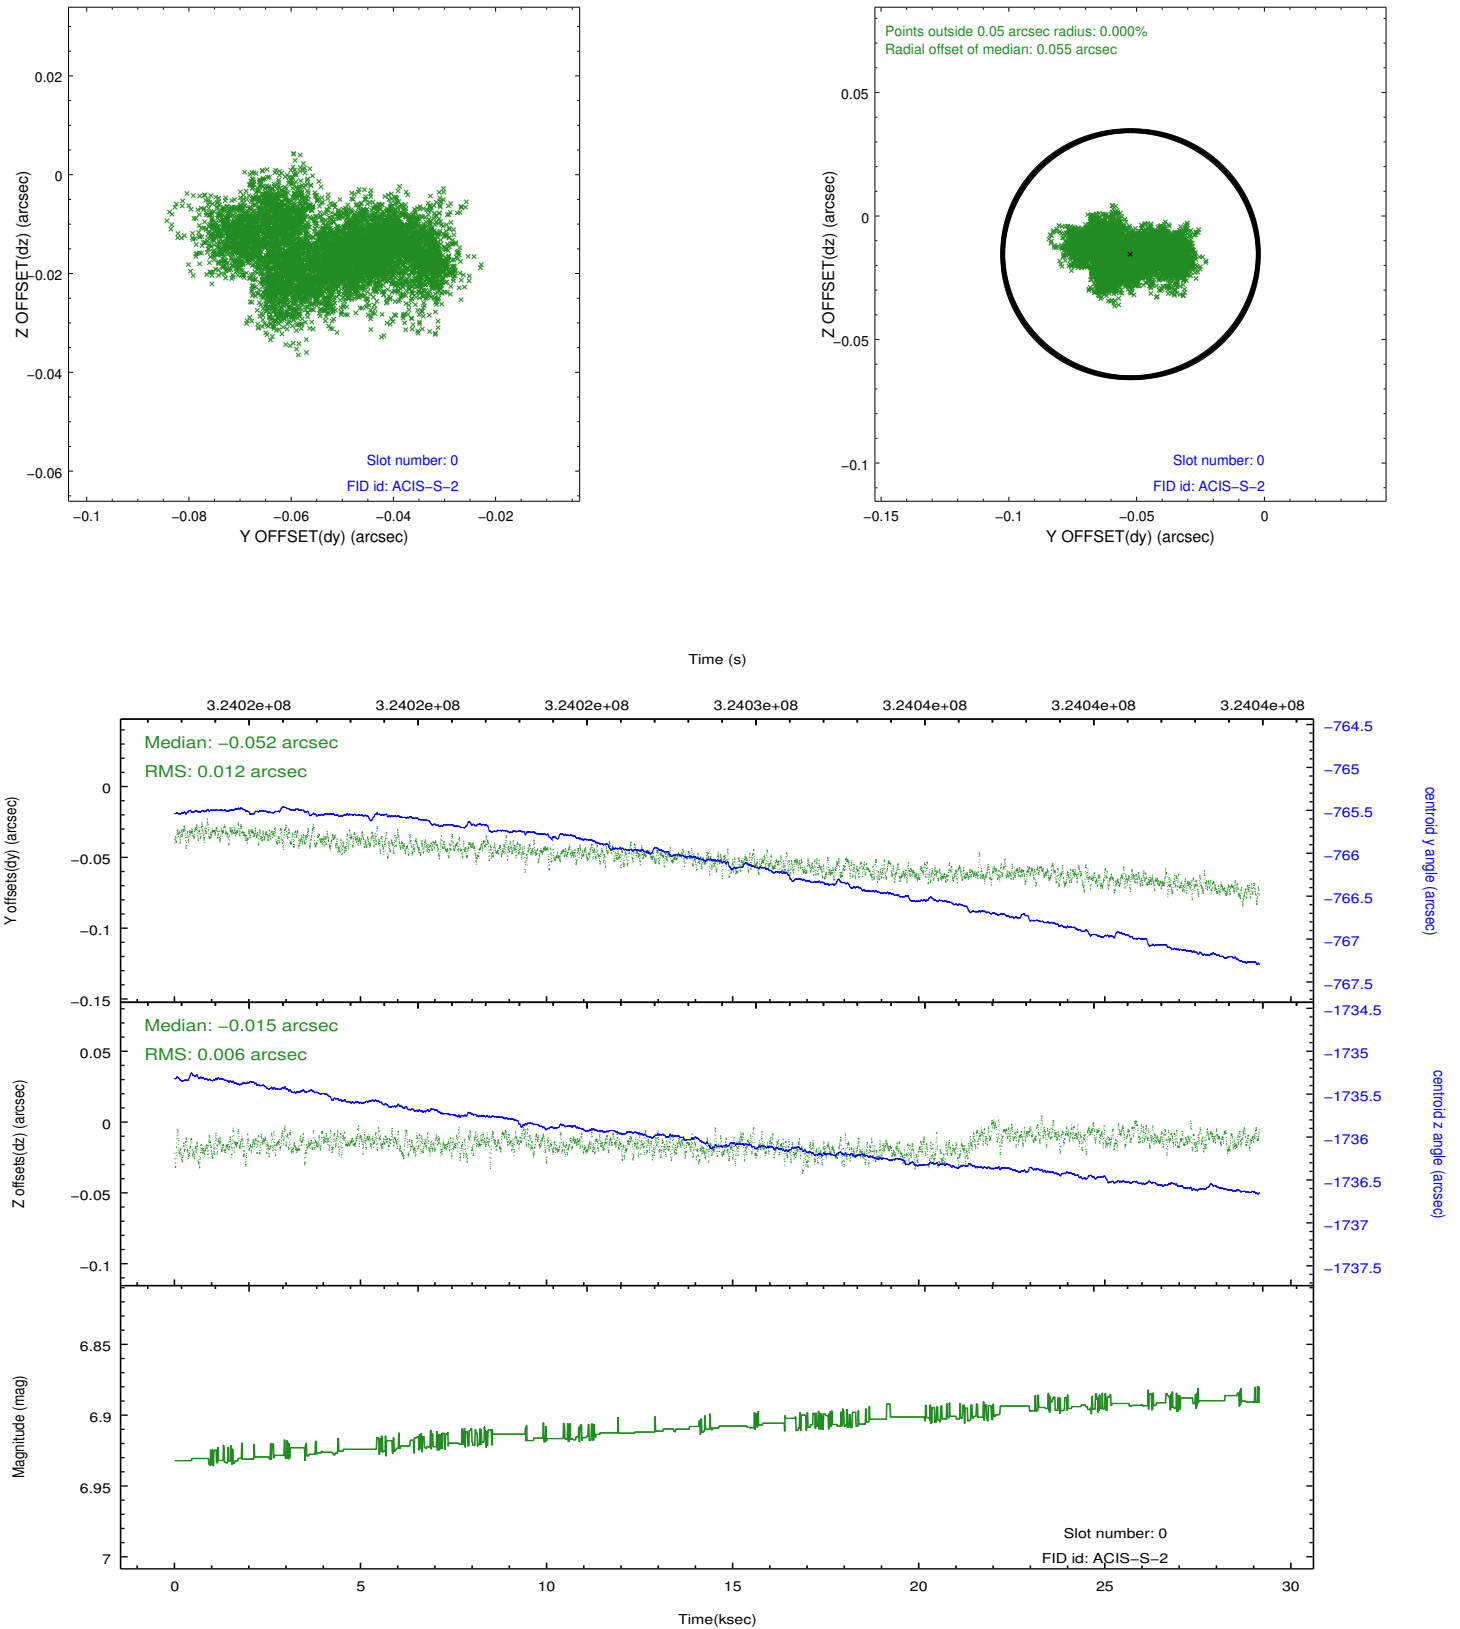 0.02
0
−0.02
−0.04
−0.06
−0.1
−0.08
−0.06
−0.04
−0.02
Z OFFSET(dz) (arcsec)
Y OFFSET(dy) (arcsec)
Slot number: 0
FID id: ACIS−S−2
Points outside 0.05 arcsec radius: 0.000%
Radial offset of median: 0.055 arcsec
0.05
0
−0.05
−0.1
−0.15
−0.1
−0.05
0
Z OFFSET(dz) (arcsec)
Y OFFSET(dy) (arcsec)
Slot number: 0
FID id: ACIS−S−2
Time (s)
3.2402e+08 3.2402e+08 3.2402e+08 3.2403e+08 3.2404e+08 3.2404e+08 3.2404e+08
Median: −0.052 arcsec
RMS: 0.012 arcsec
0
−0.05
−0.1
−0.15
Y offsets(dy) (arcsec)
−764.5
−765
−765.5
−766
−766.5
−767
−767.5
centroid y angle (arcsec)
Median: −0.015 arcsec
RMS: 0.006 arcsec
0.05
0
−0.05
−0.1
Z offsets(dz) (arcsec)
−1734.5
−1735
−1735.5
−1736
−1736.5
−1737
−1737.5
centroid z angle (arcsec)
6.85
6.9
6.95
7
Magnitude (mag)
Slot number: 0
FID id: ACIS−S−2
0 5 10 15 20 25 30
Time(ksec)